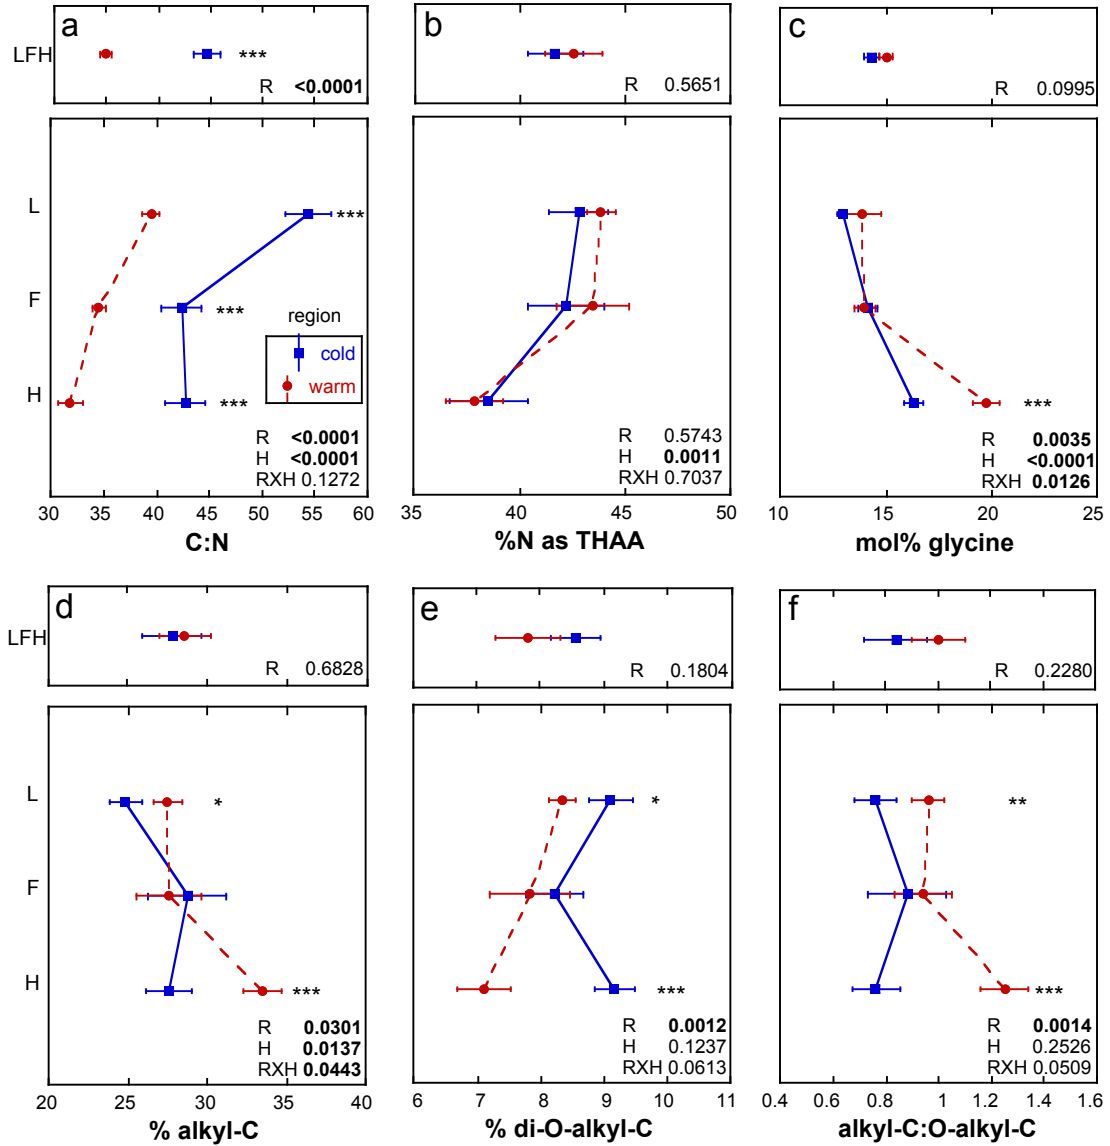 a
LFH
***
R <0.0001
b
R 0.5651
c
R 0.0995
L
***
F
***
region
cold
warm
H
***
R <0.0001
H <0.0001
RXH 0.1272
30 35 40 45 50 55 60
C:N
R 0.5743
H 0.0011
RXH 0.7037
35 40 45 50
%N as THAA
***
R 0.0035
H <0.0001
RXH 0.0126
10 15 20 25
mol% glycine
d
LFH
R 0.6828
e
R 0.1804
f
R 0.2280
L
*
F
H
***
R 0.0301
H 0.0137
RXH 0.0443
20 25 30 35 40
% alkyl-C
*
***
R 0.0012
H 0.1237
RXH 0.0613
6 7 8 9 10 11
% di-O-alkyl-C
**
***
R 0.0014
H 0.2526
RXH 0.0509
0.4 0.6 0.8 1 1.2 1.4 1.6
alkyl-C:O-alkyl-C